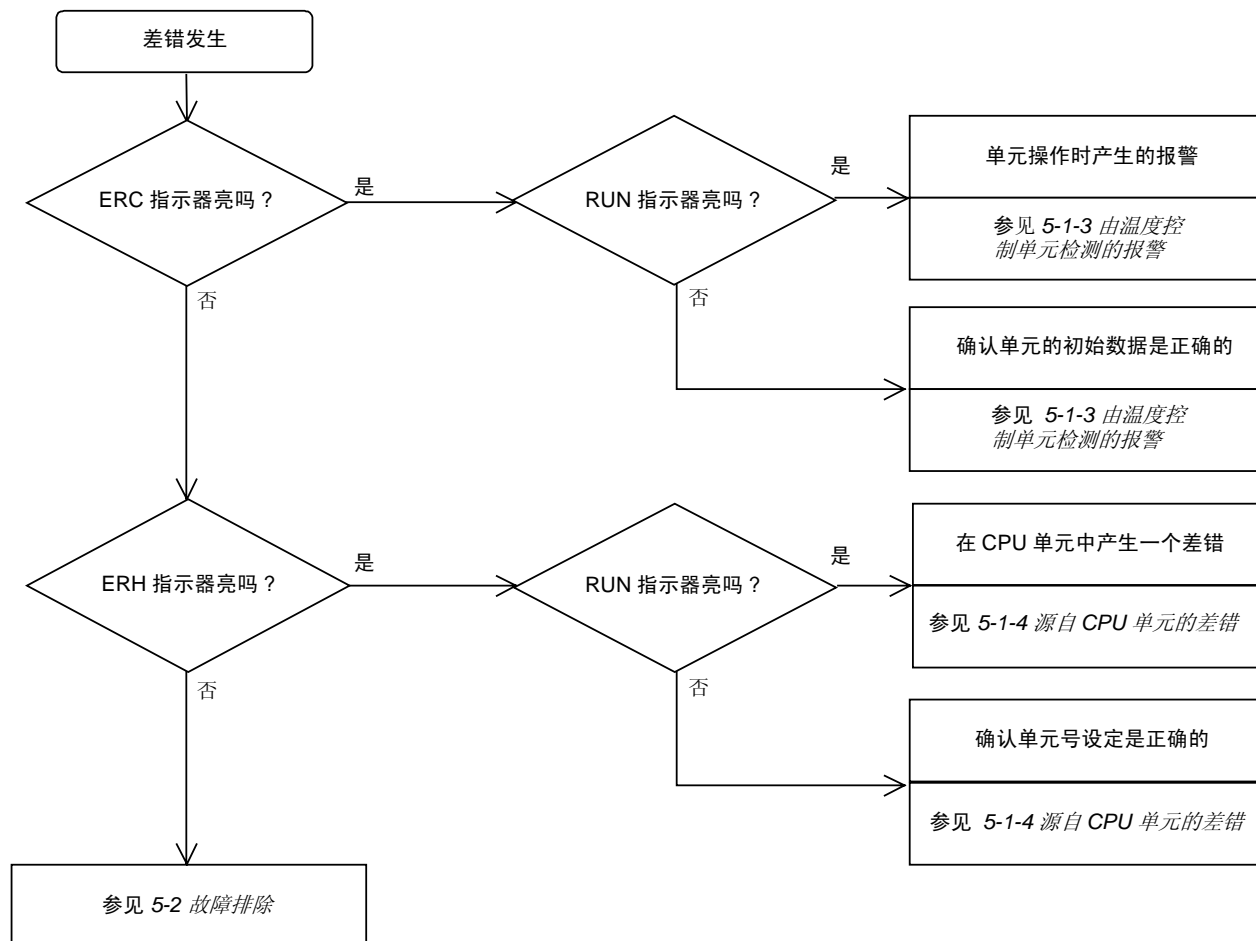 差错发生
ERC 指示器亮吗？
是
RUN 指示器亮吗？
是
单元操作时产生的报警
参见 5-1-3 由温度控
制单元检测的报警
否
否
确认单元的初始数据是正确的
参见 5-1-3 由温度控
制单元检测的报警
ERH 指示器亮吗？
是
RUN 指示器亮吗？
是
在 CPU 单元中产生一个差错
参见 5-1-4 源自 CPU 单元的差错
否
否
确认单元号设定是正确的
参见 5-1-4 源自 CPU 单元的差错
参见 5-2 故障排除